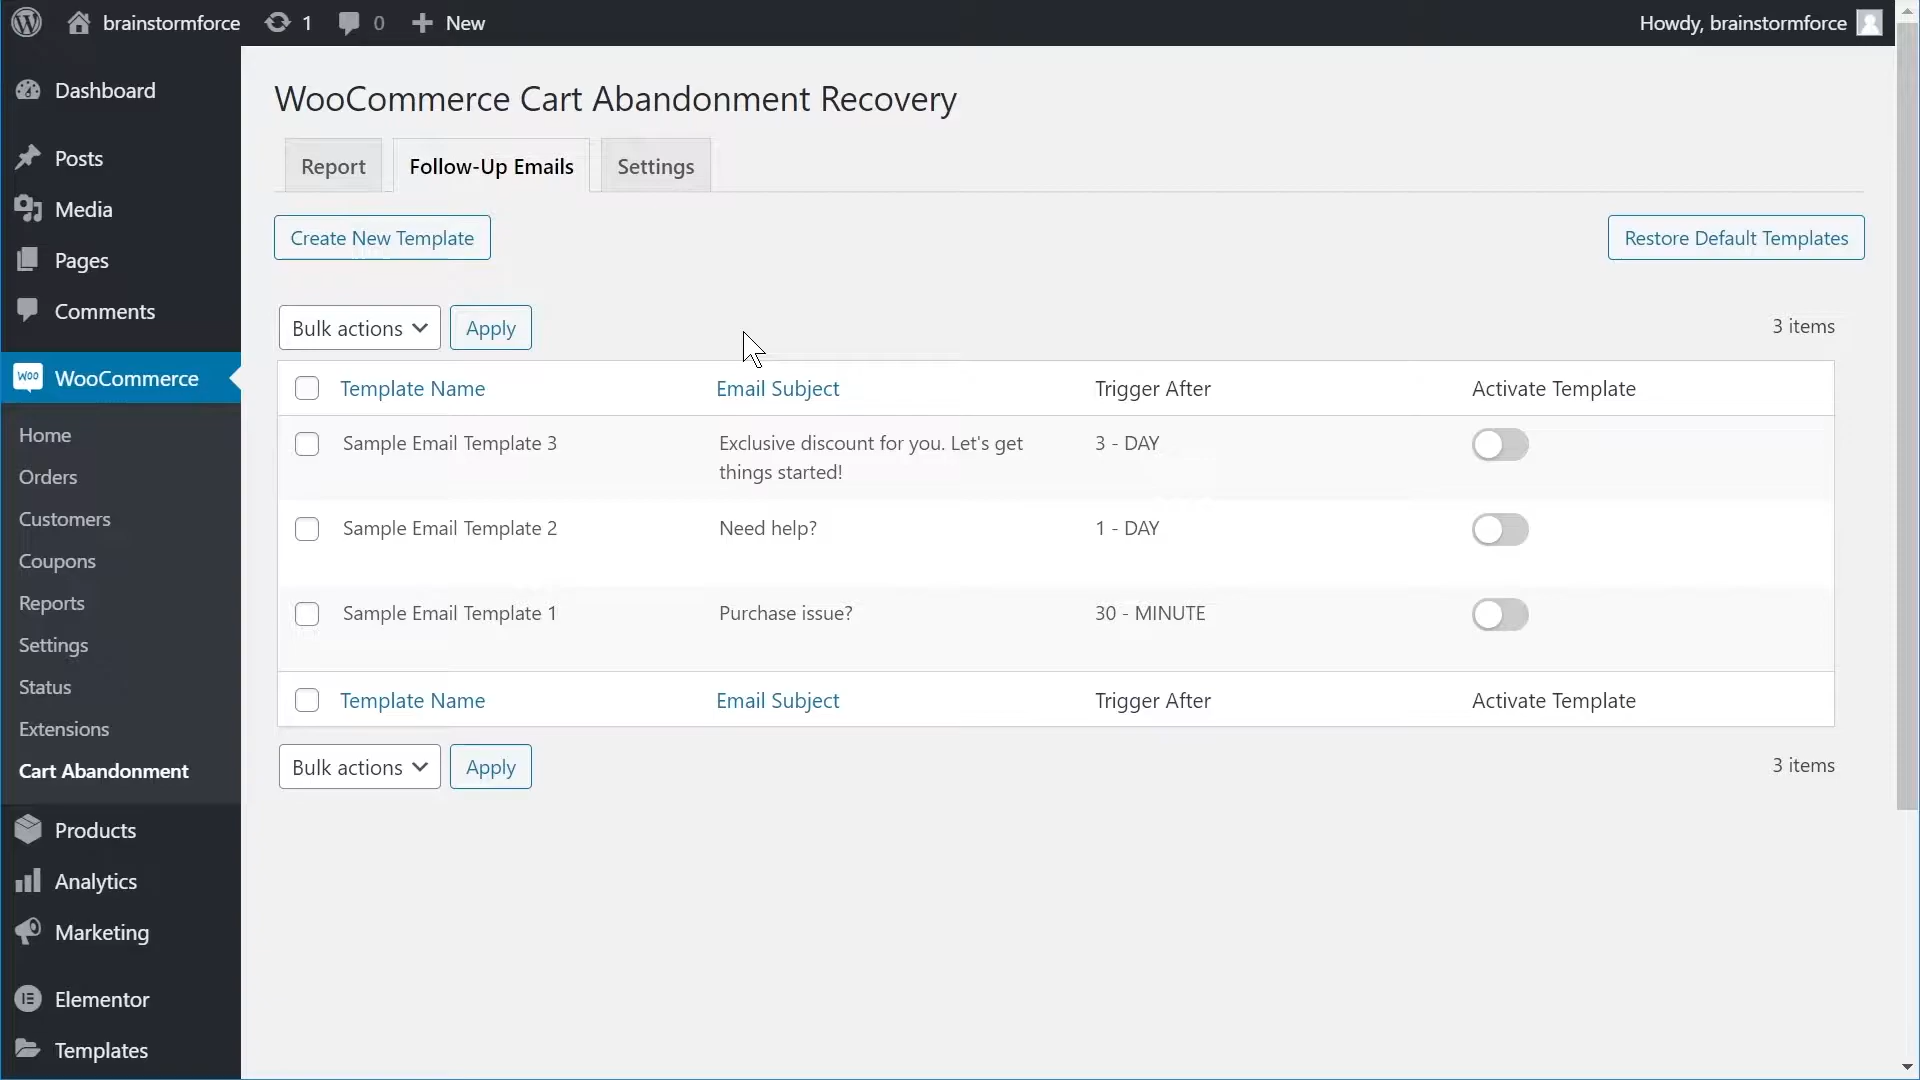 brainstormforce 1 0 New Howdy, brainstormforce
Dashboard
Posts
Media
Pages
Comments
WOO WooCommerce
Home
Orders
Customers
Coupons
Reports
Settings
Status
Extensions
Cart Abandonment
Products
Analytics
Marketing
Elementor
Templates
WooCommerce Cart Abandonment Recovery
Report Follow-Up Emails Settings
Create New Template Restore Default Templates
Bulk actions Apply 3 items
Template Name Email Subject Trigger After Activate Template
Sample Email Template 3 Exclusive discount for you. Let's get 3 - DAY
things started!
Sample Email Template 2 Need help? 1 - DAY
Sample Email Template 1 Purchase issue? 30 - MINUTE
Template Name Email Subject Trigger After Activate Template
Bulk actions Apply 3 items